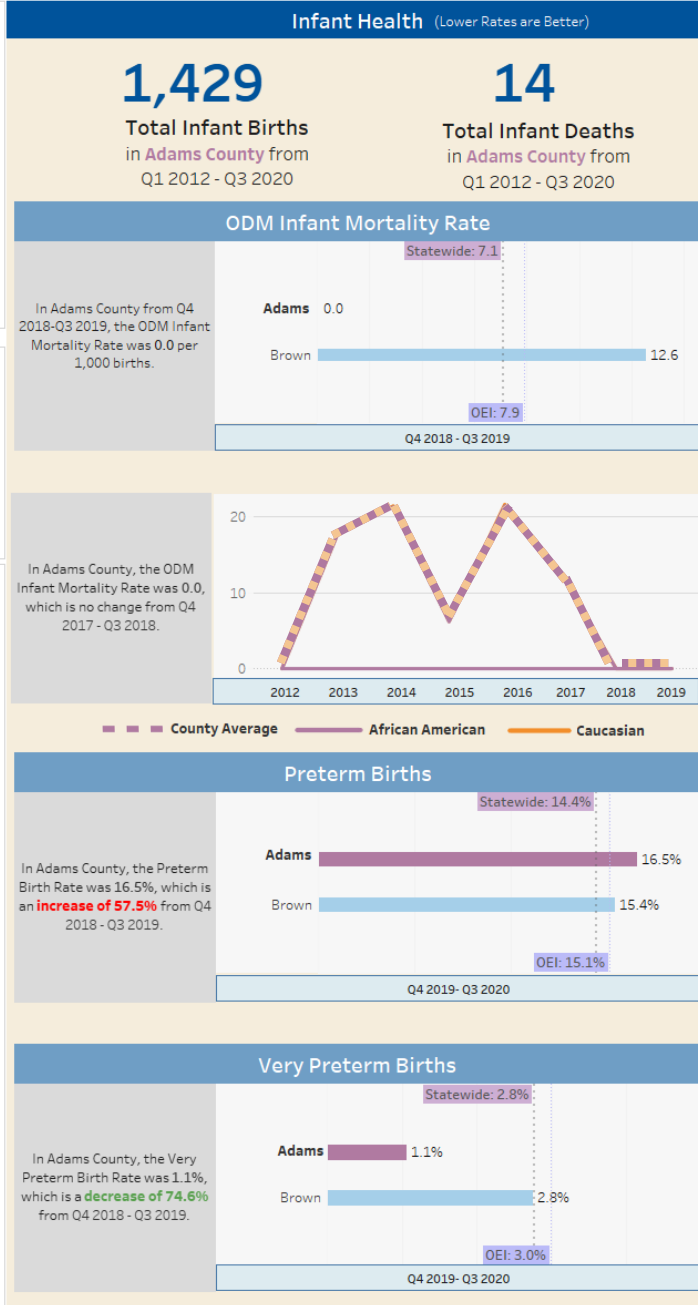 Infant Health (Lower Rates are Better)
1,429
Total Infant Births
in Adams County from
Q1 2012 - Q3 2020
14
Total Infant Deaths
in Adams County from
Q1 2012 - Q3 2020
ODM Infant Mortality Rate
In Adams County from Q4
2018-Q3 2019, the ODM Infant
Mortality Rate was 0.0 per
1,000 births.
Statewide: 7.1
Adams 0.0
Brown 12.6
OEI: 7.9
Q4 2018 - Q3 2019
In Adams County, the ODM
Infant Mortality Rate was 0.0,
which is no change from Q4
2017 - Q3 2018.
20
10
0
2012 2013 2014 2015 2016 2017 2018 2019
County Average African American Caucasian
Preterm Births
In Adams County, the Preterm
Birth Rate was 16.5%, which is
an increase of 57.5% from Q4
2018 - Q3 2019.
Statewide: 14.4%
Adams 16.5%
Brown 15.4%
OEI: 15.1%
Q4 2019- Q3 2020
Very Preterm Births
In Adams County, the Very
Preterm Birth Rate was 1.1%,
which is a decrease of 74.6%
from Q4 2018 - Q3 2019.
Statewide: 2.8%
Adams 1.1%
Brown 2.8%
OEI: 3.0%
Q4 2019- Q3 2020